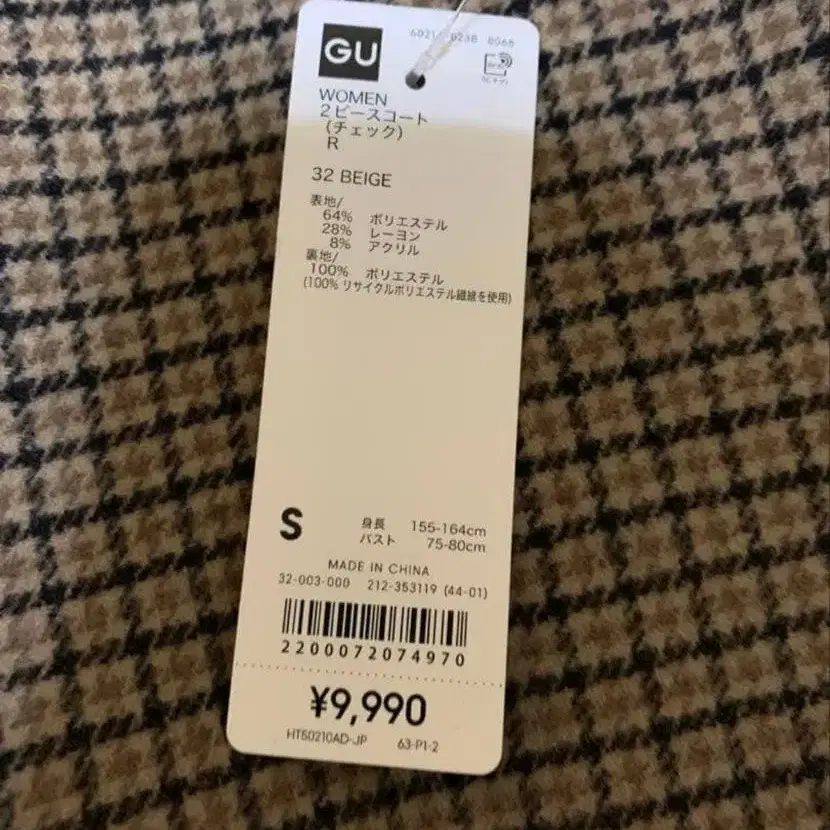 GU
WOMEN
2ピースコート
(チェック)
R
32 BEIGE
表地/
64% ポリエステル
28% レーヨン
8% アクリル
裏地/
100% ポリエステル
(100% リサイクルポリエステル繊維を使用)
S
身長 155-164cm
バスト 75-80cm
MADE IN CHINA
32-003-000 212-353119 (44-01)
2200072074970
¥9,990
HT50210AD-JP 63-P1-2